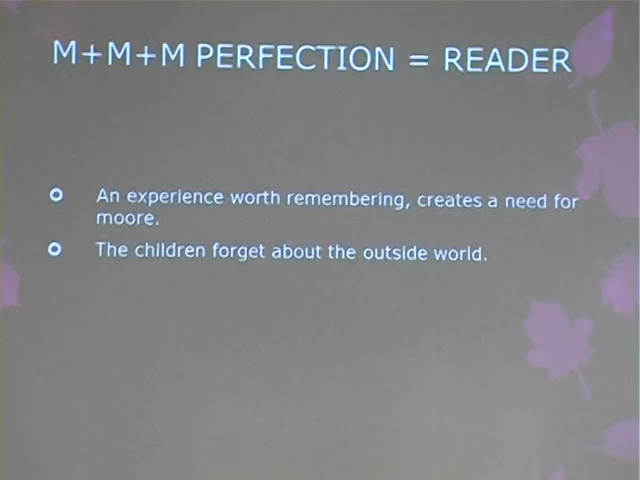 M+M+M PERFECTION = READER
An experience worth remembering, creates a need for
moore.
The children forget about the outside world.